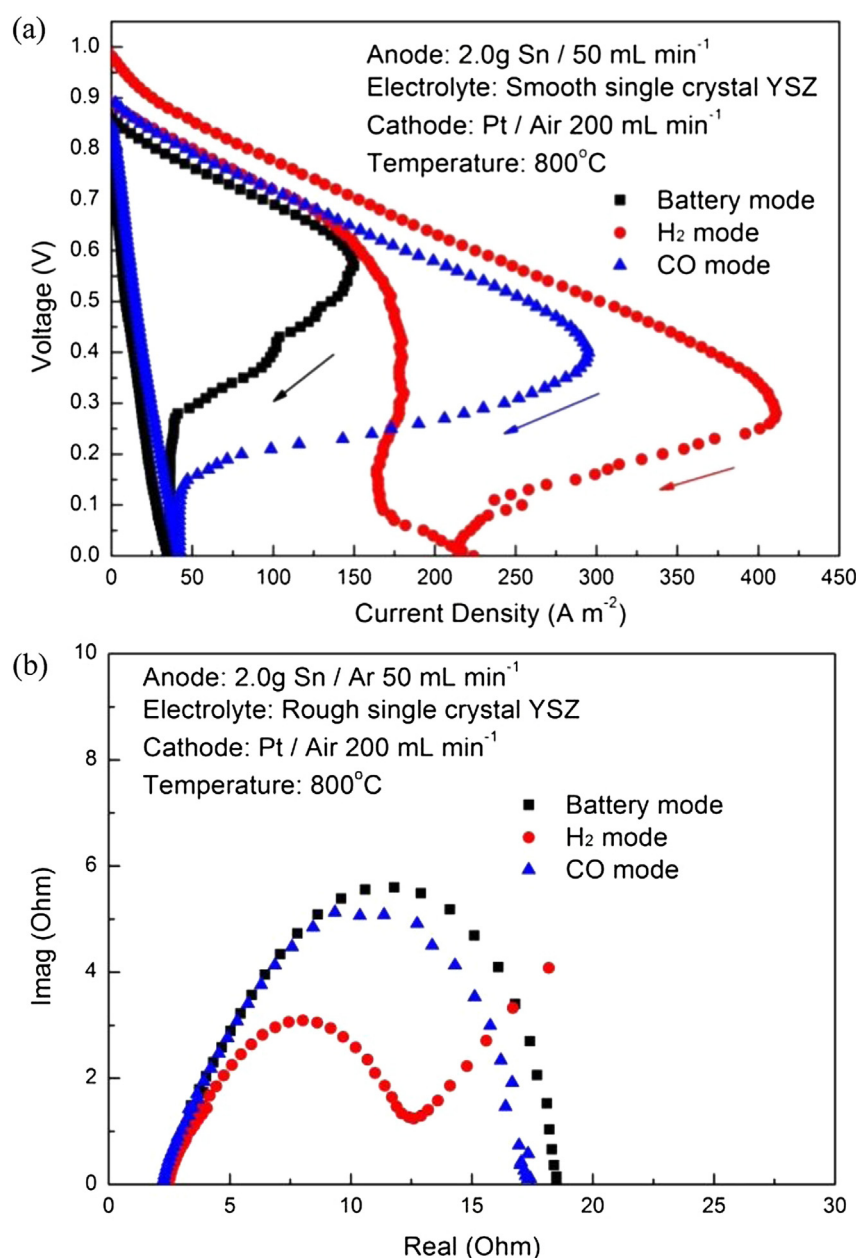 (a)
Anode: 2.0g Sn / 50 mL min⁻¹
Electrolyte: Smooth single crystal YSZ
Cathode: Pt / Air 200 mL min⁻¹
Temperature: 800°C
Battery mode
H₂ mode
CO mode
Voltage (V)
1.0
0.9
0.8
0.7
0.6
0.5
0.4
0.3
0.2
0.1
0.0
0 50 100 150 200 250 300 350 400 450
Current Density (A m⁻²)
(b)
Anode: 2.0g Sn / Ar 50 mL min⁻¹
Electrolyte: Rough single crystal YSZ
Cathode: Pt / Air 200 mL min⁻¹
Temperature: 800°C
Battery mode
H₂ mode
CO mode
Imag (Ohm)
10
8
6
4
2
0
0 5 10 15 20 25 30
Real (Ohm)